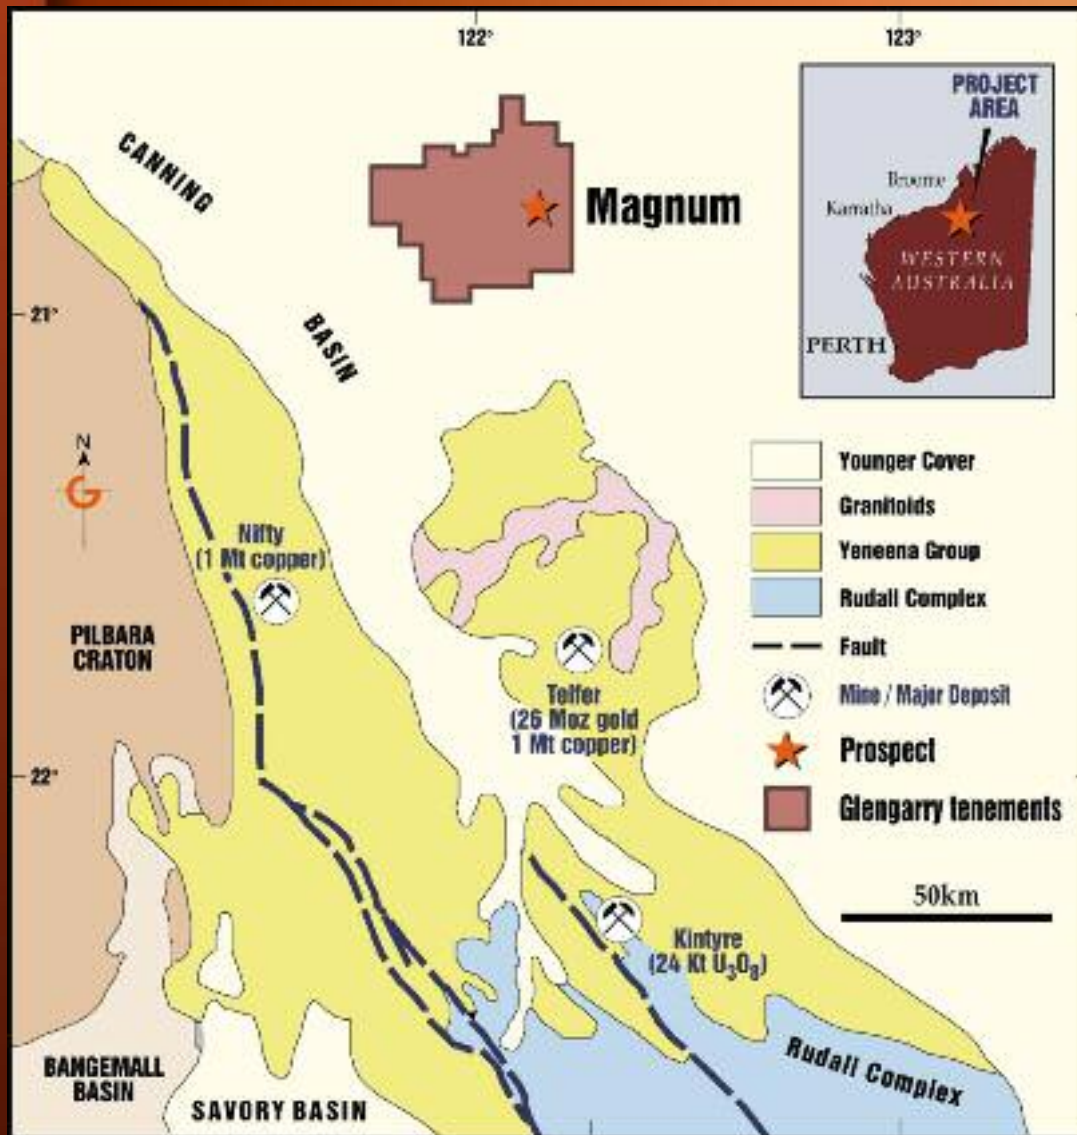 122°
123°
PROJECT
AREA
CANNING
BASIN
Magnum
Broome
Karratha
WESTERN
AUSTRALIA
PERTH
21°
N
G
Nifty
(1 Mt copper)
PILBARA
CRATON
Telfer
(26 Moz gold
1 Mt copper)
22°
Younger Cover
Granitoids
Yeneena Group
Rudall Complex
Fault
Mine / Major Deposit
Prospect
Glengarry tenements
50km
Kintyre
(24 Kt U₃O₈)
Rudall Complex
BANGEMALL
BASIN
SAVORY BASIN